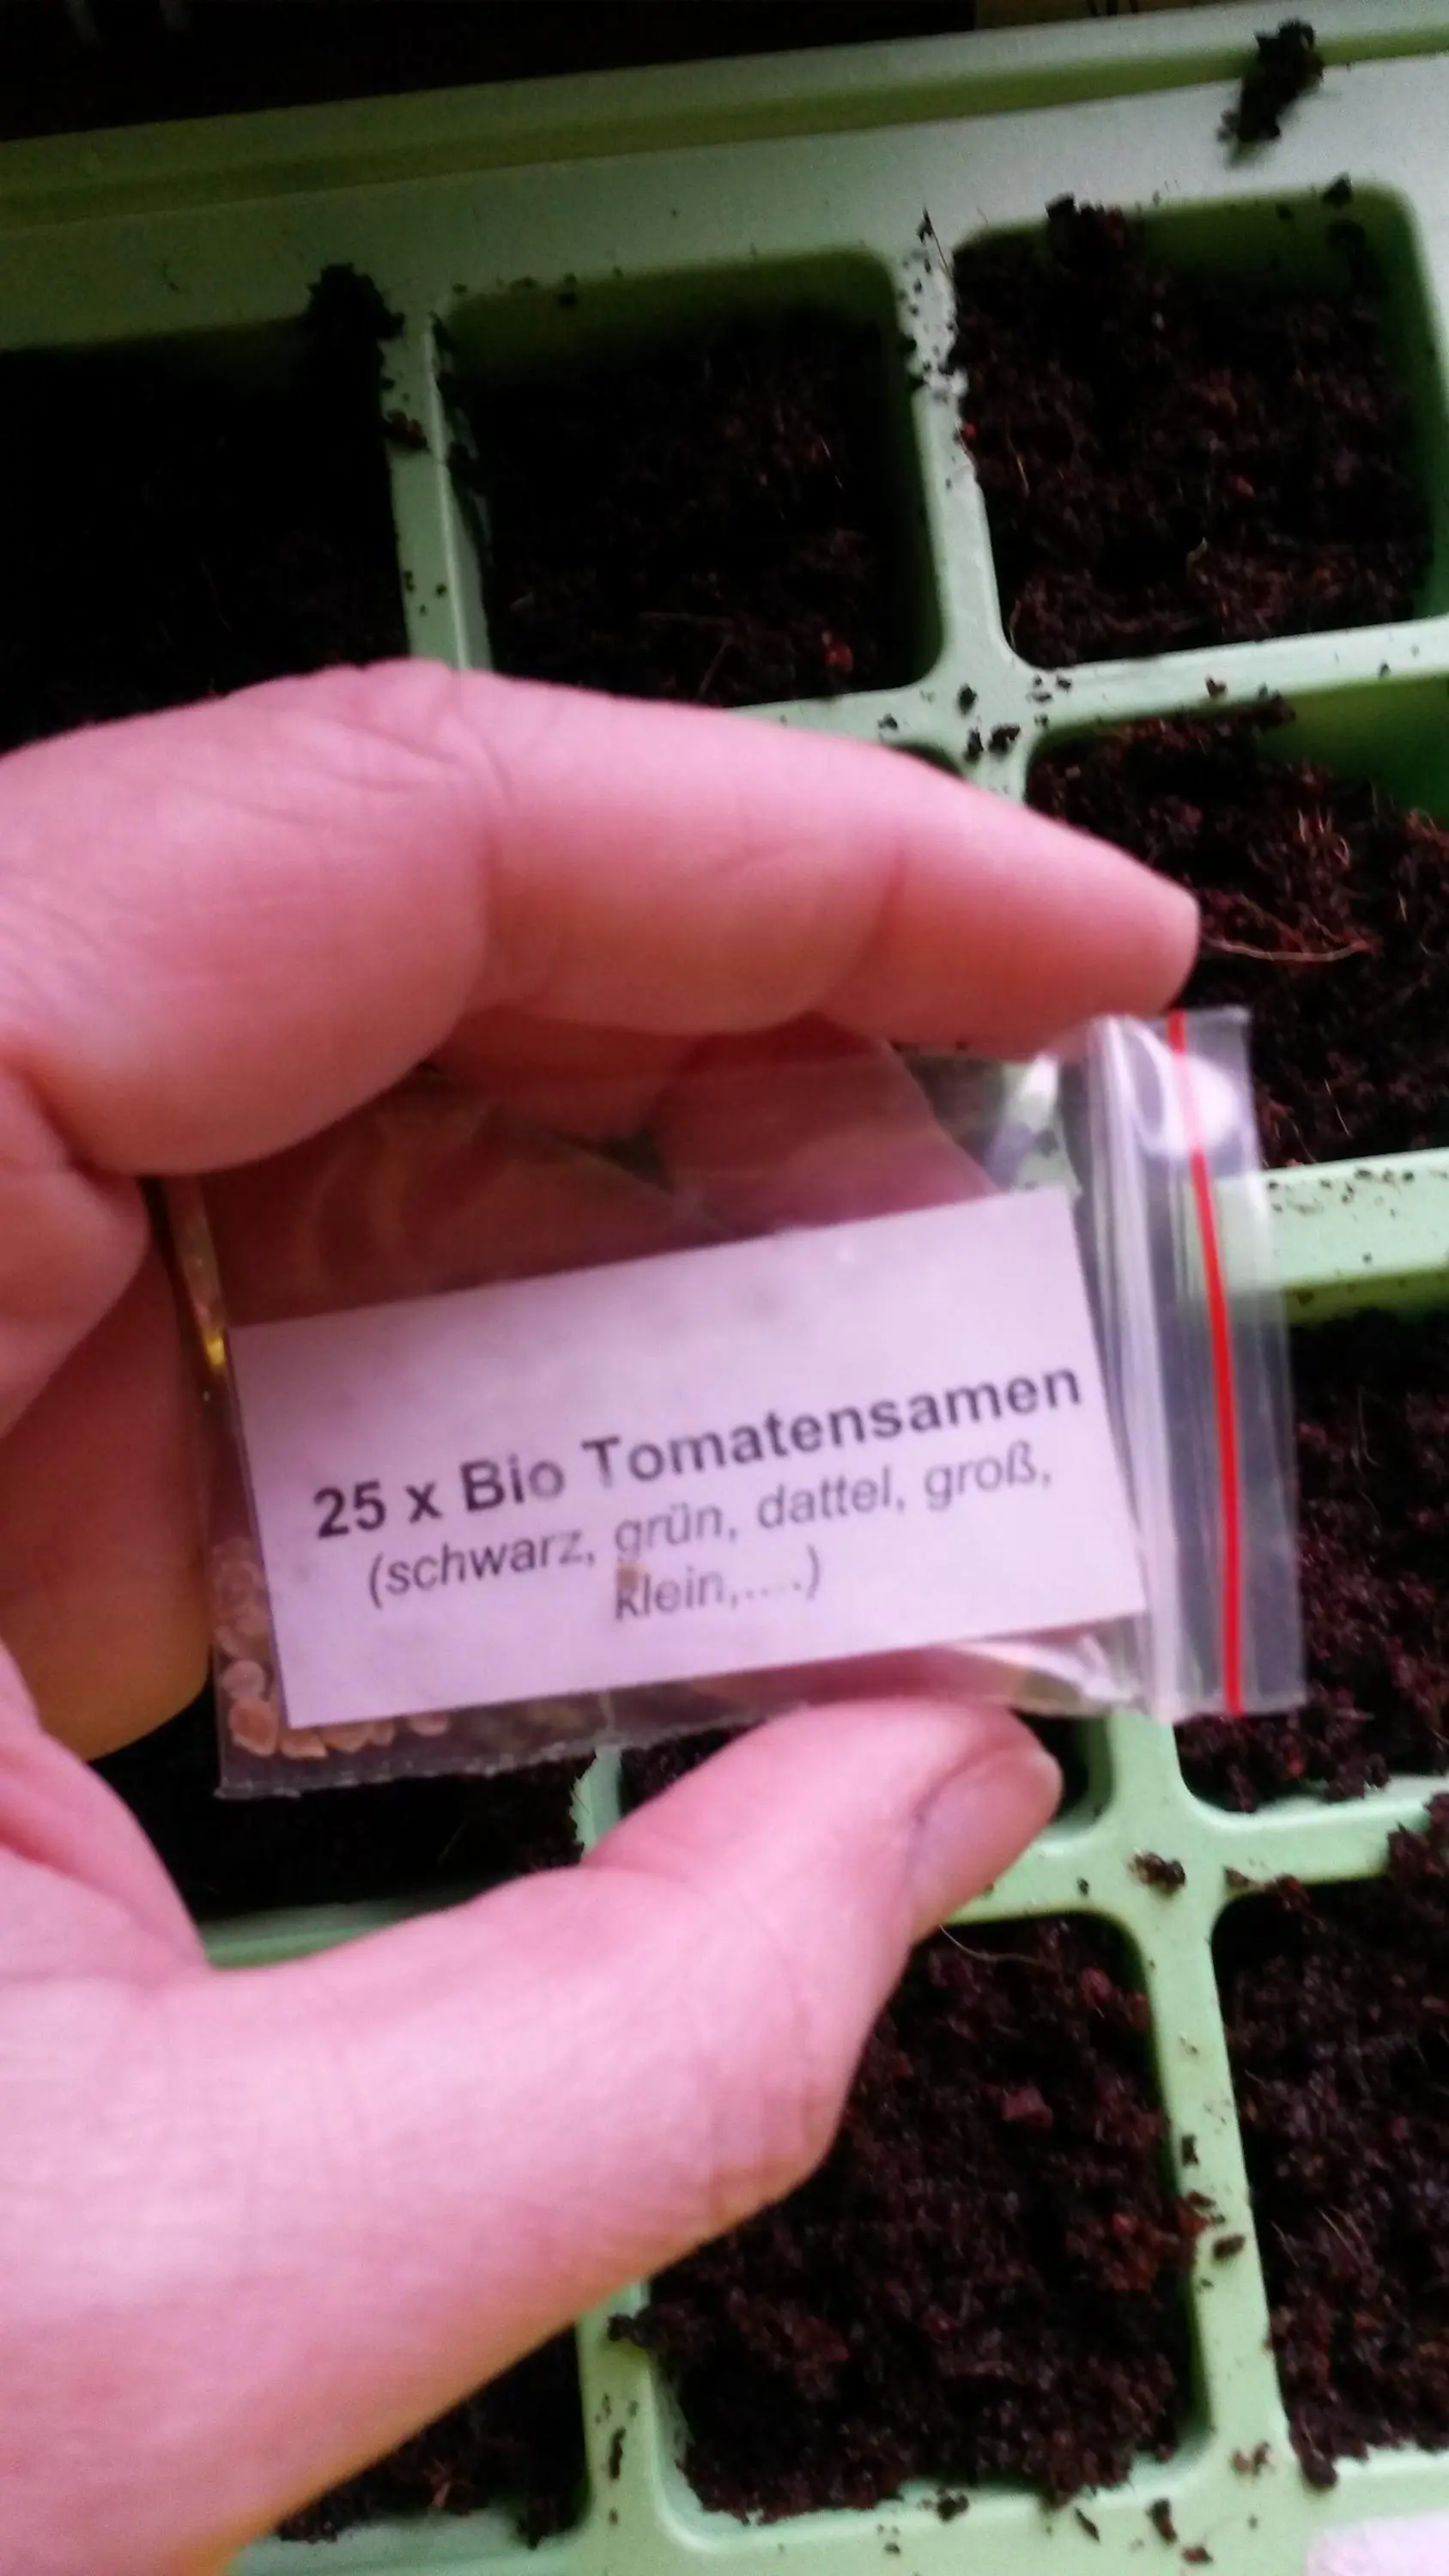 25 x Bio Tomatensamen
(schwarz, grün, dattel, groß,
klein,....)